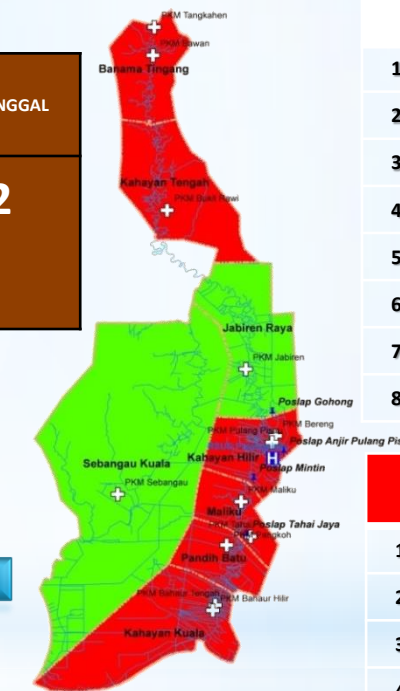 NGGAL
2
PKM Tangkahen
PKM Bawan
Banama Tingang
Kahayan Tengah
PKM Bukit Rawi
Jabiren Raya
PKM Jabiren
Poslap Gohong
PKM Bereng
PKM Pulang Pisau
Poslap Anjir Pulang Pis
Kahayan Hilir
H
Poslap Mintin
Sebangau Kuala
PKM Sebangau
PKM Maliku
Maliku
Poslap Tahai Jaya
Pandih Batu
PKM Bahaur Tengah
PKM Bahaur Hilir
Kahayan Kuala
1
2
3
4
5
6
7
8
1
2
3